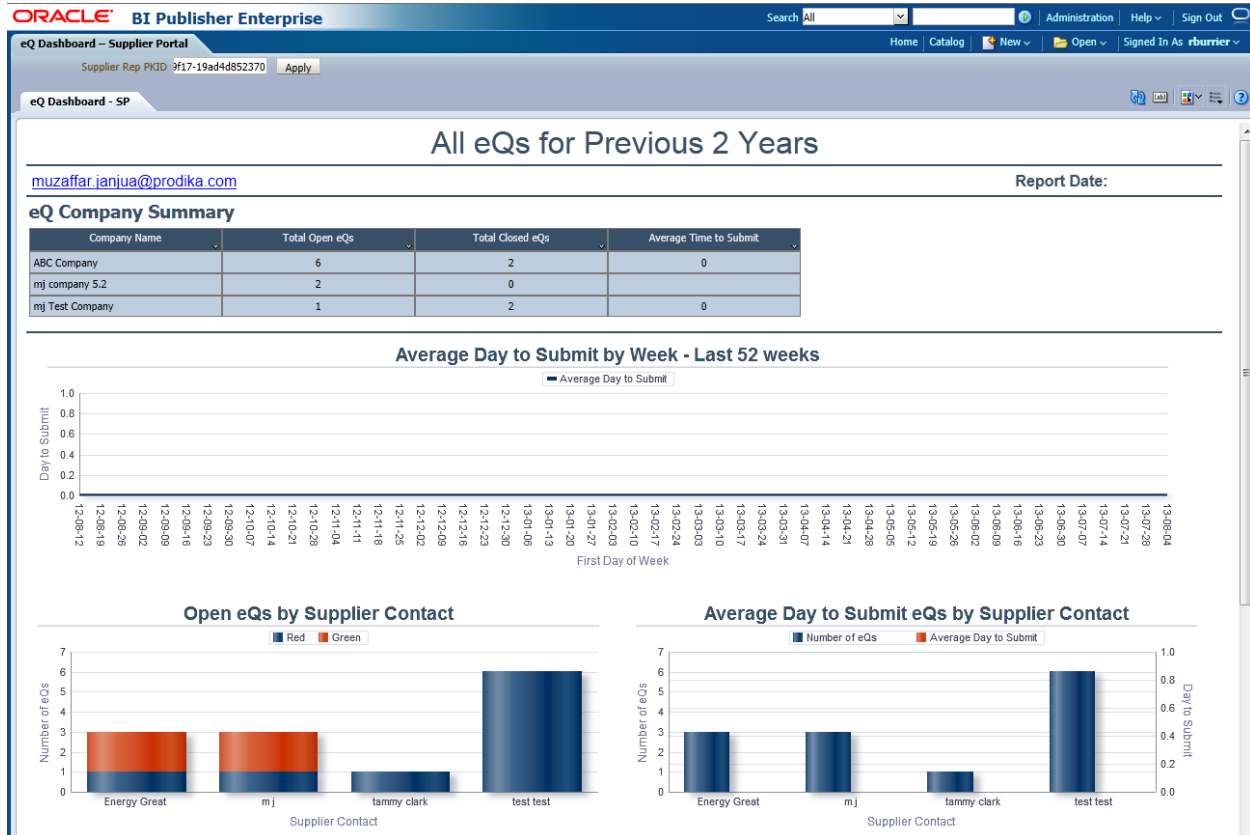 ORACLE BI Publisher Enterprise Search All Administration Help Sign Out
eQ Dashboard – Supplier Portal Home Catalog New Open Signed In As rburrier
Supplier Rep PKID 9f17-19ad4d852370 Apply
eQ Dashboard - SP
All eQs for Previous 2 Years
muzaffar.janjua@prodika.com Report Date:
eQ Company Summary
Company Name Total Open eQs Total Closed eQs Average Time to Submit
ABC Company 6 2 0
mj company 5.2 2 0
mj Test Company 1 2 0
Average Day to Submit by Week - Last 52 weeks
Average Day to Submit
1.0
0.8
0.6
0.4
0.2
0.0
Day to Submit
12-08-12 12-08-19 12-08-26 12-09-02 12-09-09 12-09-16 12-09-23 12-09-30 12-10-07 12-10-14 12-10-21 12-10-28 12-11-04 12-11-11 12-11-18 12-11-25 12-12-02 12-12-09 12-12-16 12-12-23 12-12-30 13-01-06 13-01-13 13-01-20 13-01-27 13-02-03 13-02-10 13-02-17 13-02-24 13-03-03 13-03-10 13-03-17 13-03-24 13-03-31 13-04-07 13-04-14 13-04-21 13-04-28 13-05-05 13-05-12 13-05-19 13-05-26 13-06-02 13-06-09 13-06-16 13-06-23 13-06-30 13-07-07 13-07-14 13-07-21 13-07-28 13-08-04
First Day of Week
Open eQs by Supplier Contact
Red Green
7
6
5
4
3
2
1
0
Number of eQs
Energy Great m j tammy clark test test
Supplier Contact
Average Day to Submit eQs by Supplier Contact
Number of eQs Average Day to Submit
7
6
5
4
3
2
1
0
Number of eQs
1.0
0.8
0.6
0.4
0.2
0.0
Day to Submit
Energy Great m j tammy clark test test
Supplier Contact